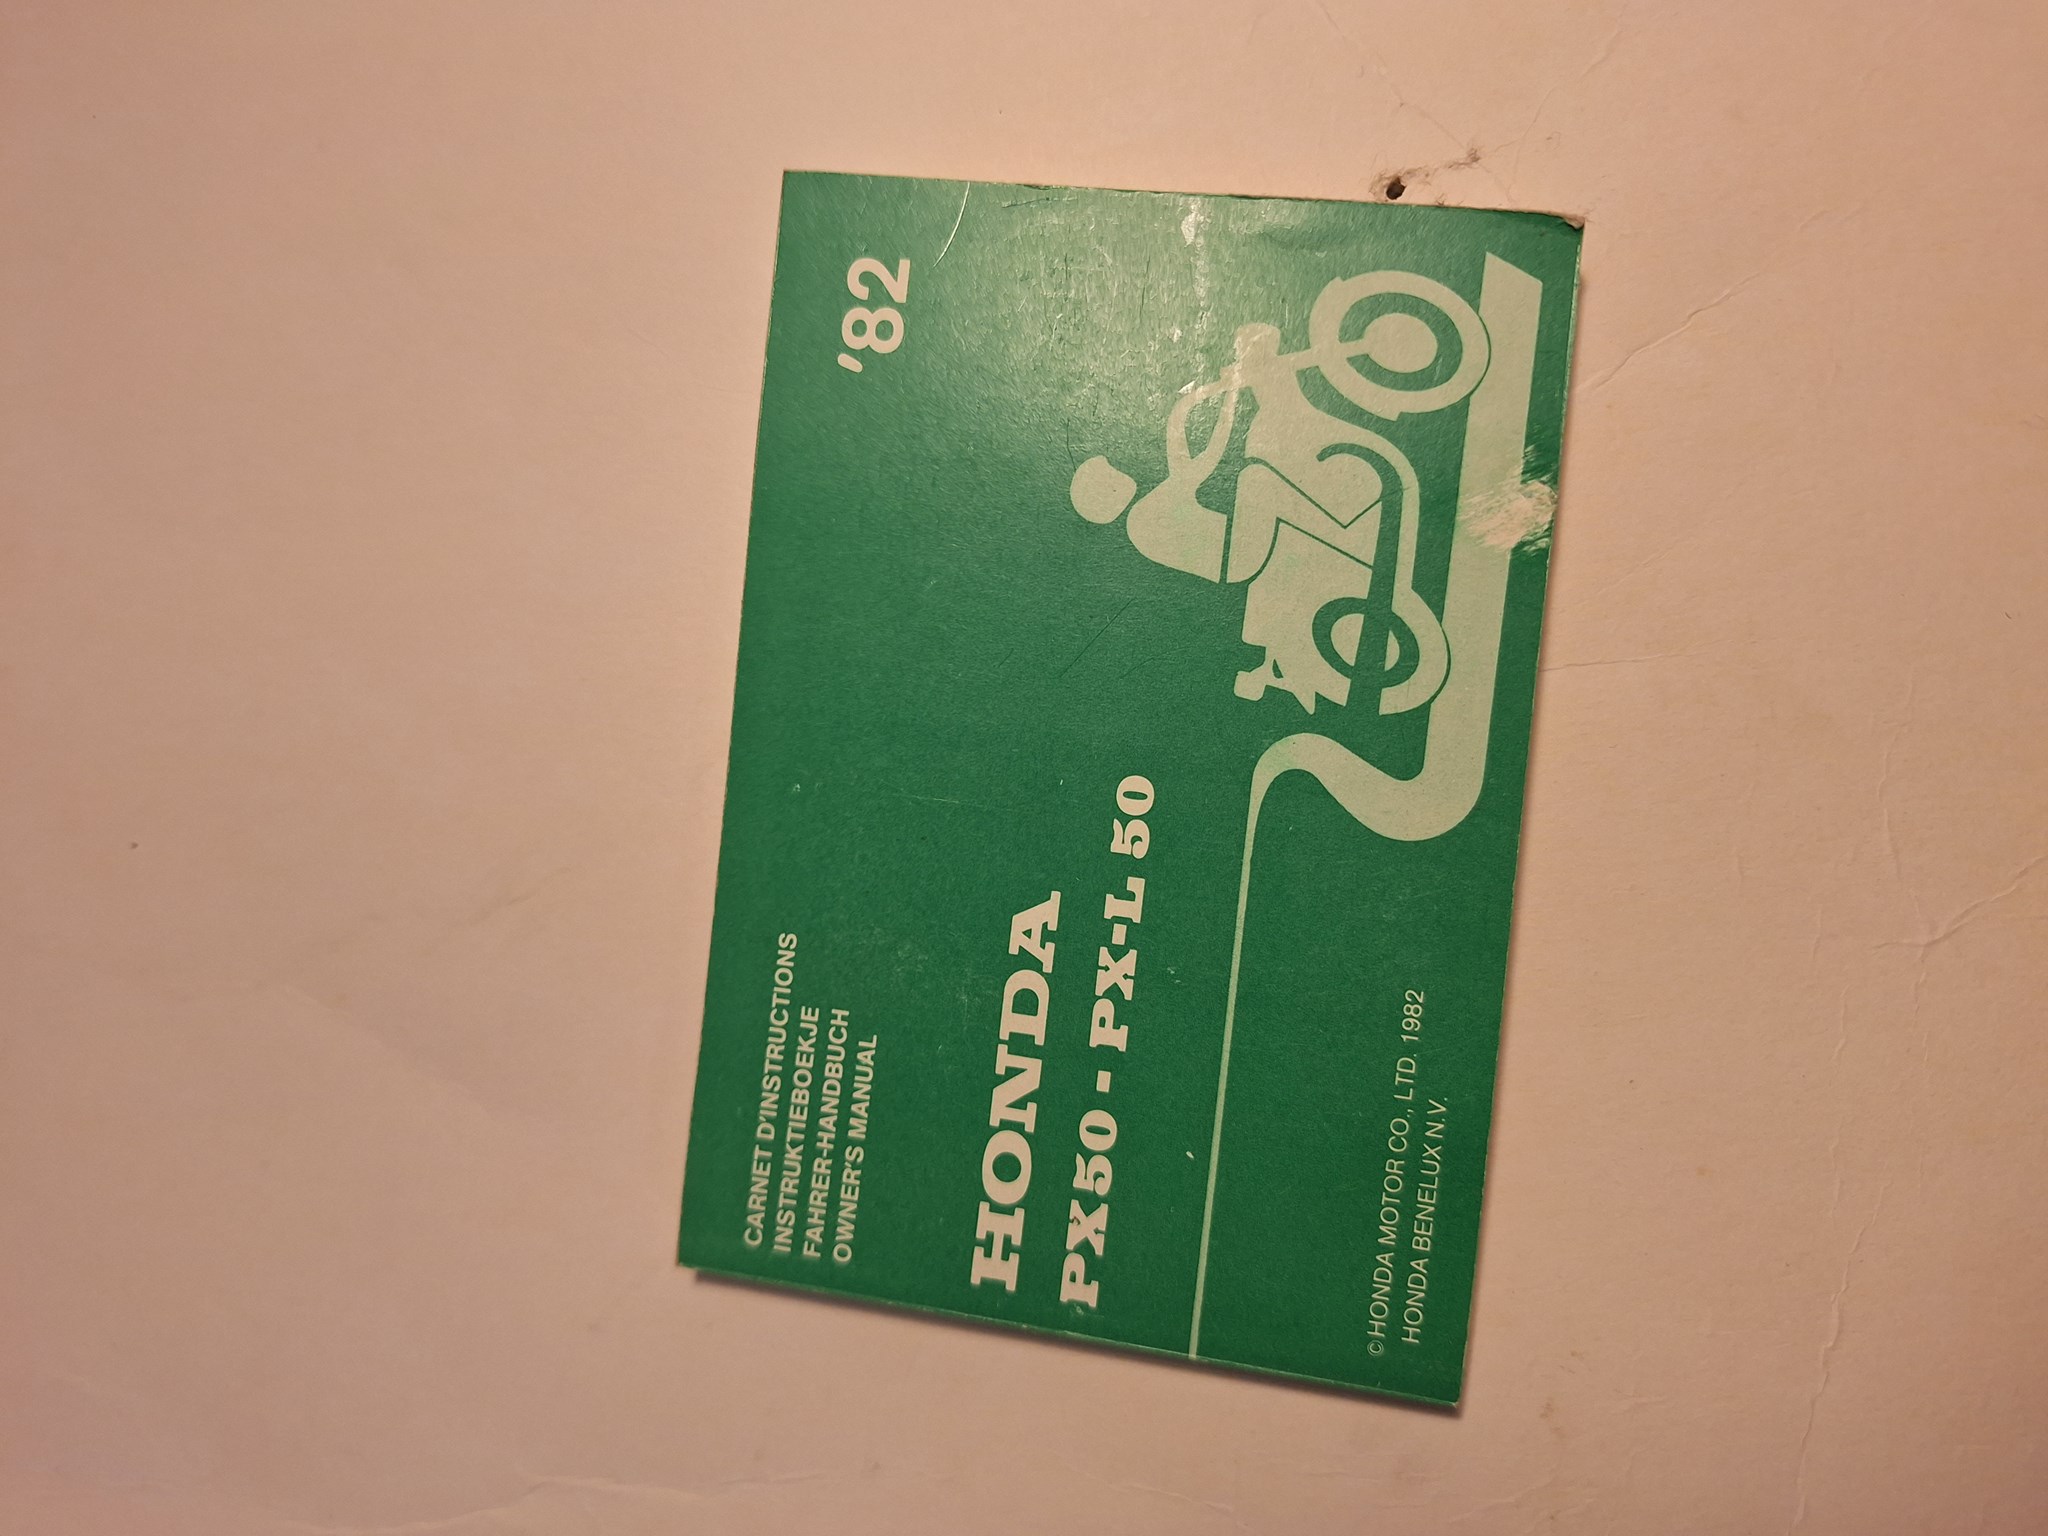 '82
CARNET D'INSTRUCTIONS
INSTRUKTIEBOEKJE
FAHRER-HANDBUCH
OWNER'S MANUAL
HONDA
PX50 - PX-L 50
©HONDA MOTOR CO., LTD. 1982
HONDA BENELUX N.V.